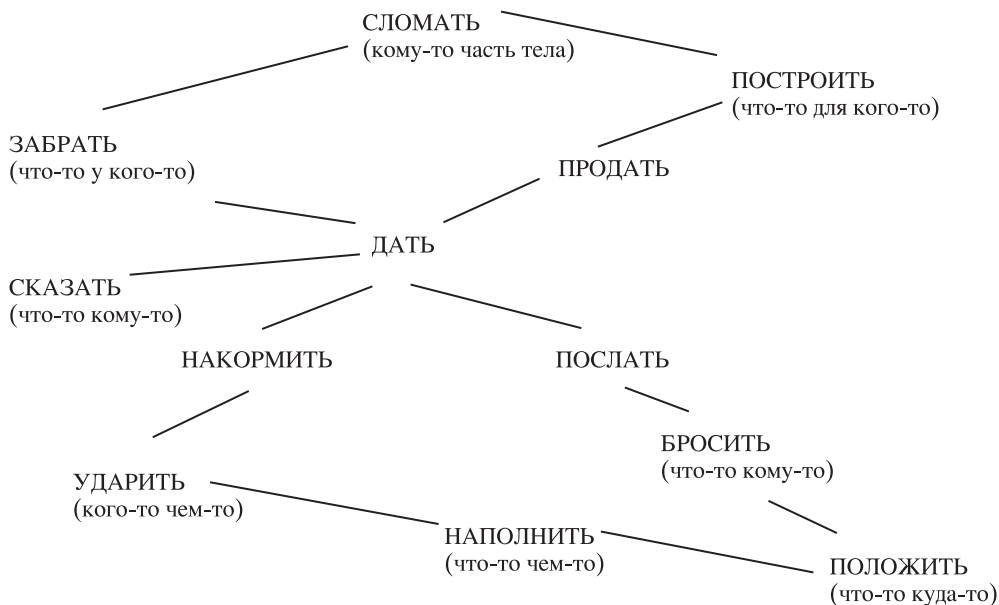 СЛОМАТЬ
(кому-то часть тела)
ПОСТРОИТЬ
(что-то для кого-то)
ЗАБРАТЬ
(что-то у кого-то)
ПРОДАТЬ
ДАТЬ
СКАЗАТЬ
(что-то кому-то)
НАКОРМИТЬ
ПОСЛАТЬ
БРОСИТЬ
(что-то кому-то)
УДАРИТЬ
(кого-то чем-то)
НАПОЛНИТЬ
(что-то чем-то)
ПОЛОЖИТЬ
(что-то куда-то)